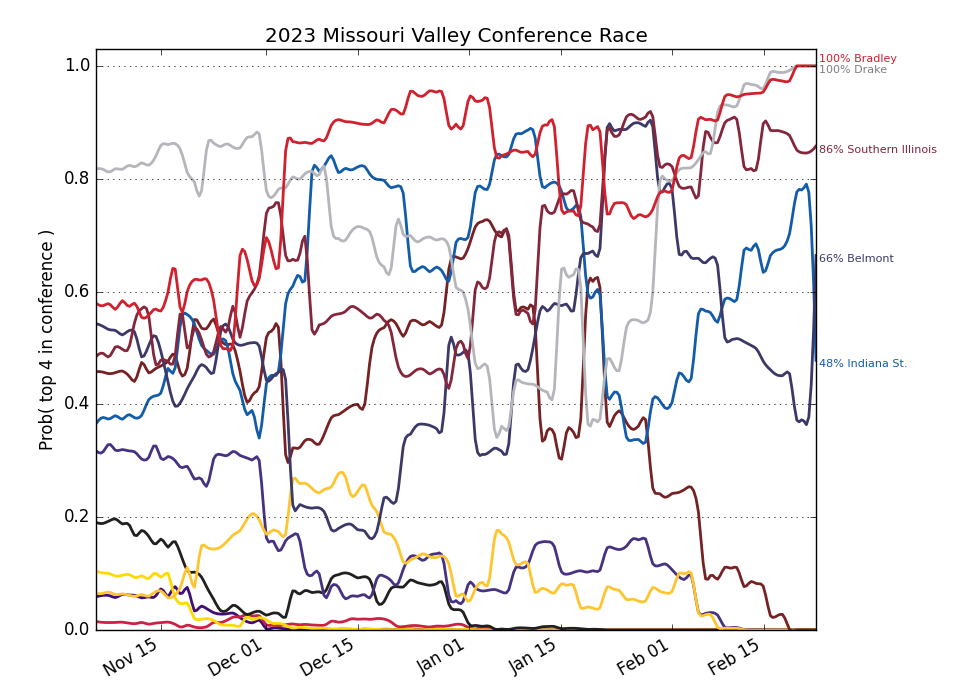 2023 Missouri Valley Conference Race
Prob( top 4 in conference )
1.0
0.8
0.6
0.4
0.2
0.0
Nov 15
Dec 01
Dec 15
Jan 01
Jan 15
Feb 01
Feb 15
100% Bradley
100% Drake
86% Southern Illinois
66% Belmont
48% Indiana St.